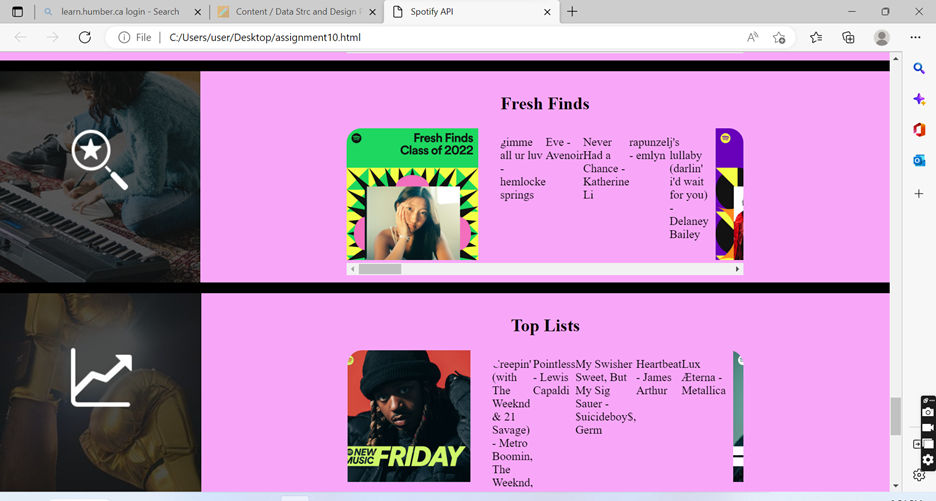 learn.humber.ca login - Search
Content / Data Strc and Design
Spotify API
File
C:/Users/user/Desktop/assignment10.html
Fresh Finds
Fresh Finds
Class of 2022
gimme
all ur luv
-
hemlocke
springs
Eve -
Avenoir
Never
Had a
Chance -
Katherine
Li
rapunzel
- emlyn
j's
lullaby
(darlin'
i'd wait
for you)
-
Delaney
Bailey
Top Lists
NEW
MUSIC
FRIDAY
Creepin'
(with
The
Weeknd
& 21
Savage)
- Metro
Boomin,
The
Weeknd,
Pointless
- Lewis
Capaldi
My Swisher
Sweet, But
My Sig
Sauer -
$uicideboy$,
Germ
Heartbeat
- James
Arthur
Lux
Æterna -
Metallica